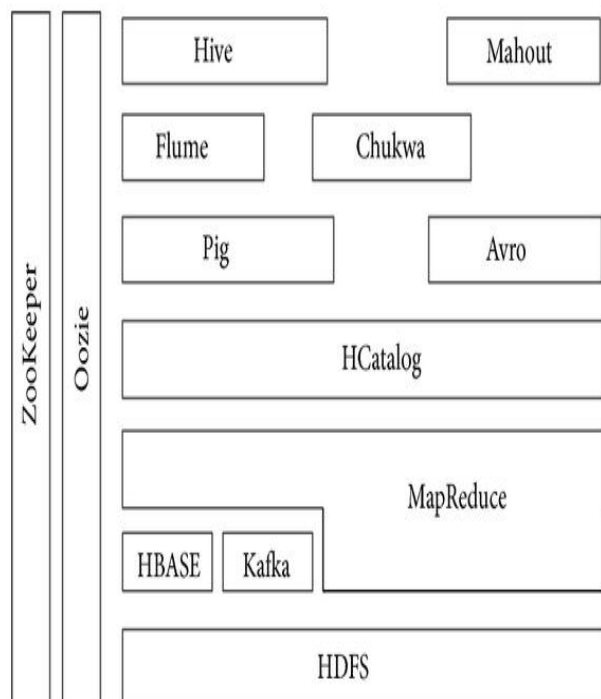 ZooKeeper
Oozie
Hive
Mahout
Flume
Chukwa
Pig
Avro
HCatalog
MapReduce
HBASE
Kafka
HDFS